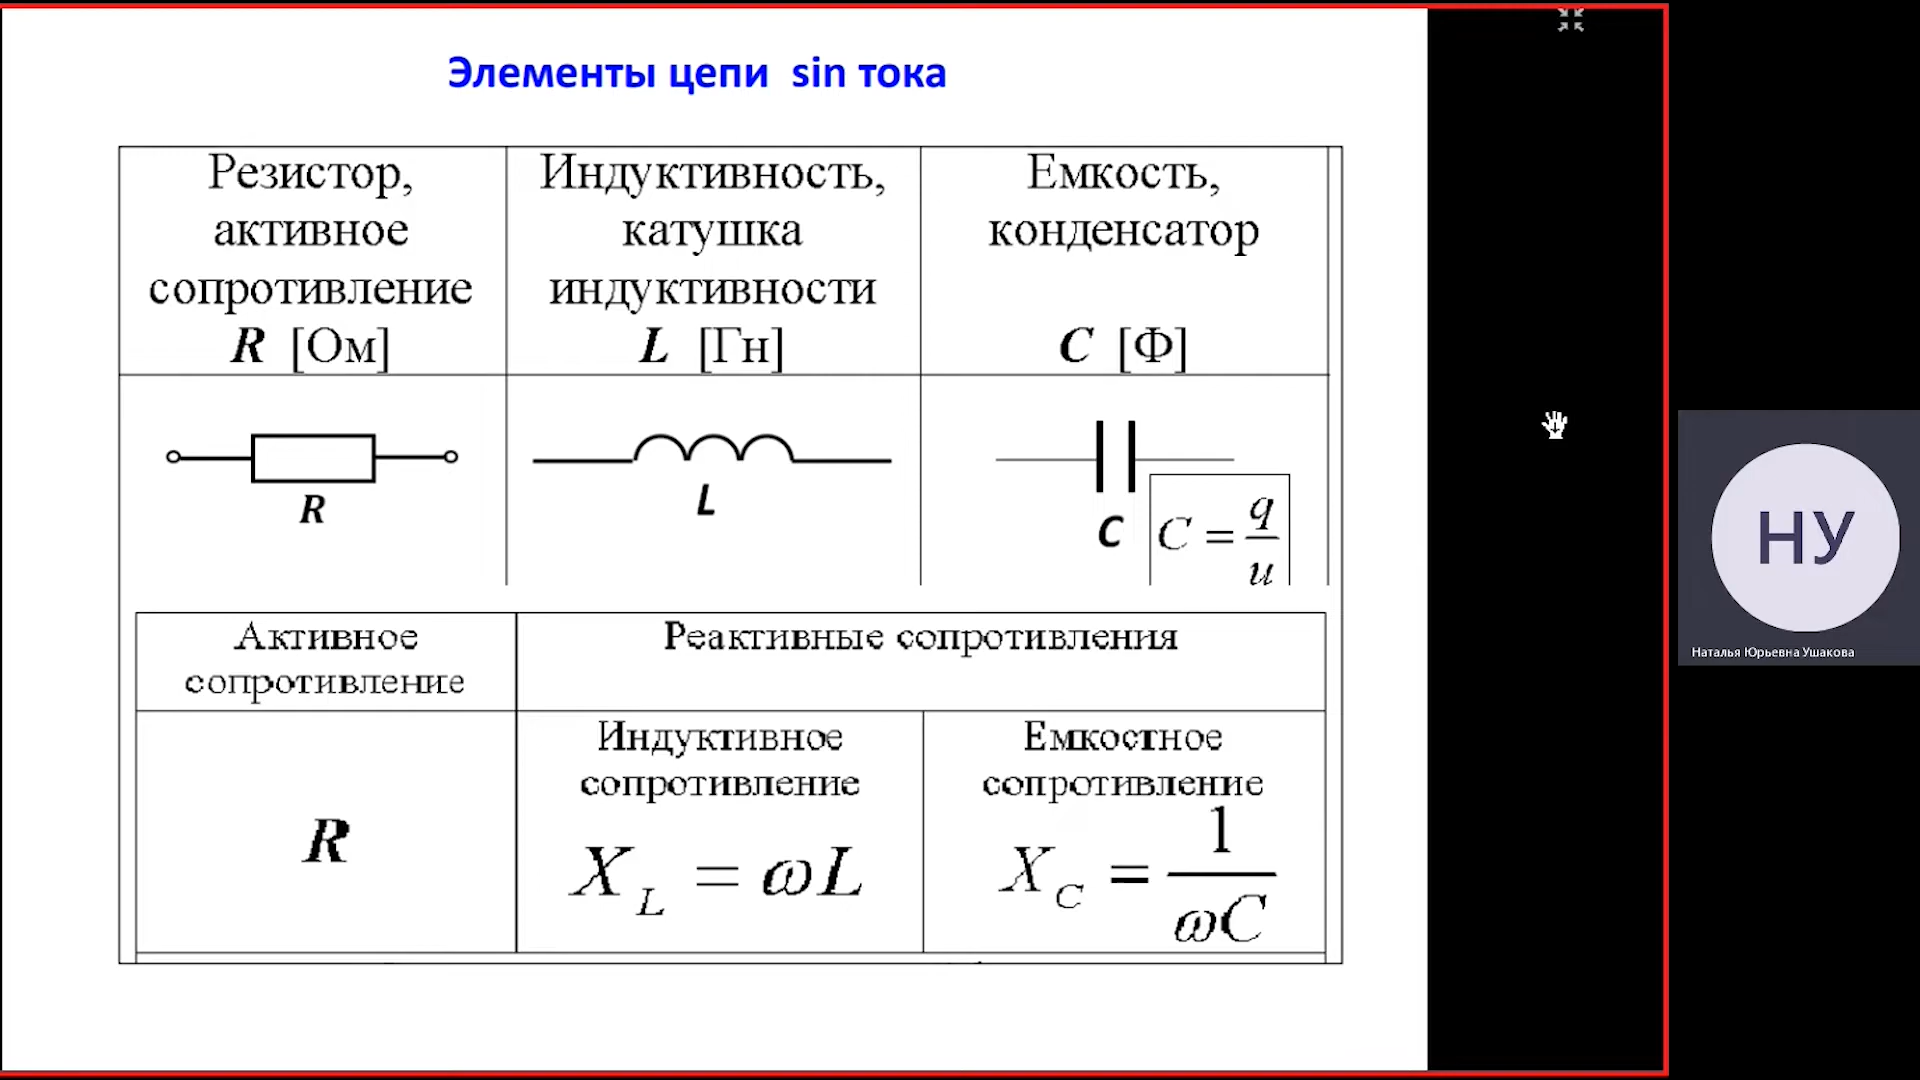 Элементы цепи sin тока
Резистор,
активное
сопротивление
R [Ом]
Индуктивность,
катушка
индуктивности
L [Гн]
Емкость,
конденсатор
C [Ф]
R
L
C
C = q/u
Активное
сопротивление
Реактивные сопротивления
R
Индуктивное
сопротивление
X_L = ωL
Емкостное
сопротивление
X_C = 1/ωC
НУ
Наталья Юрьевна Ушакова